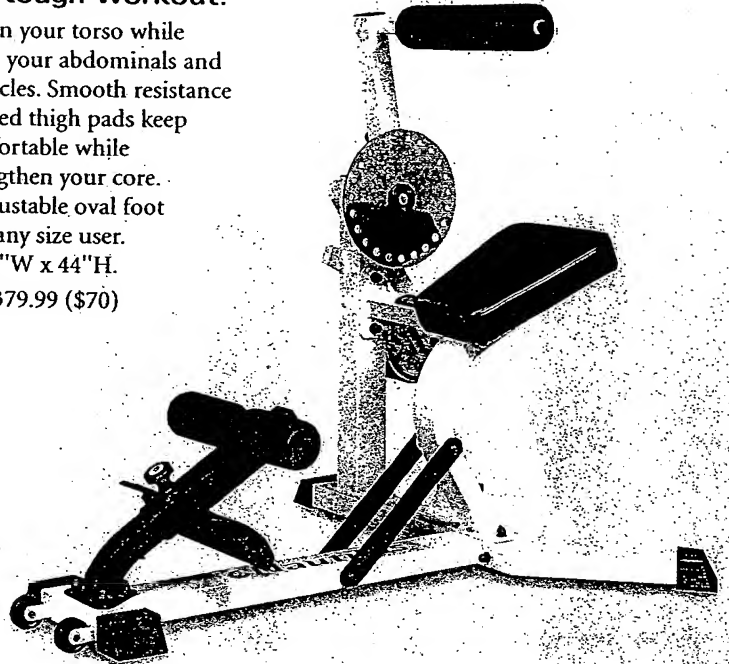 tough workout.
n your torso while
your abdominals and
cles. Smooth resistance
ed thigh pads keep
ortable while
gthen your core.
ustable oval foot
any size user.
"W x 44"H.
379.99 ($70)